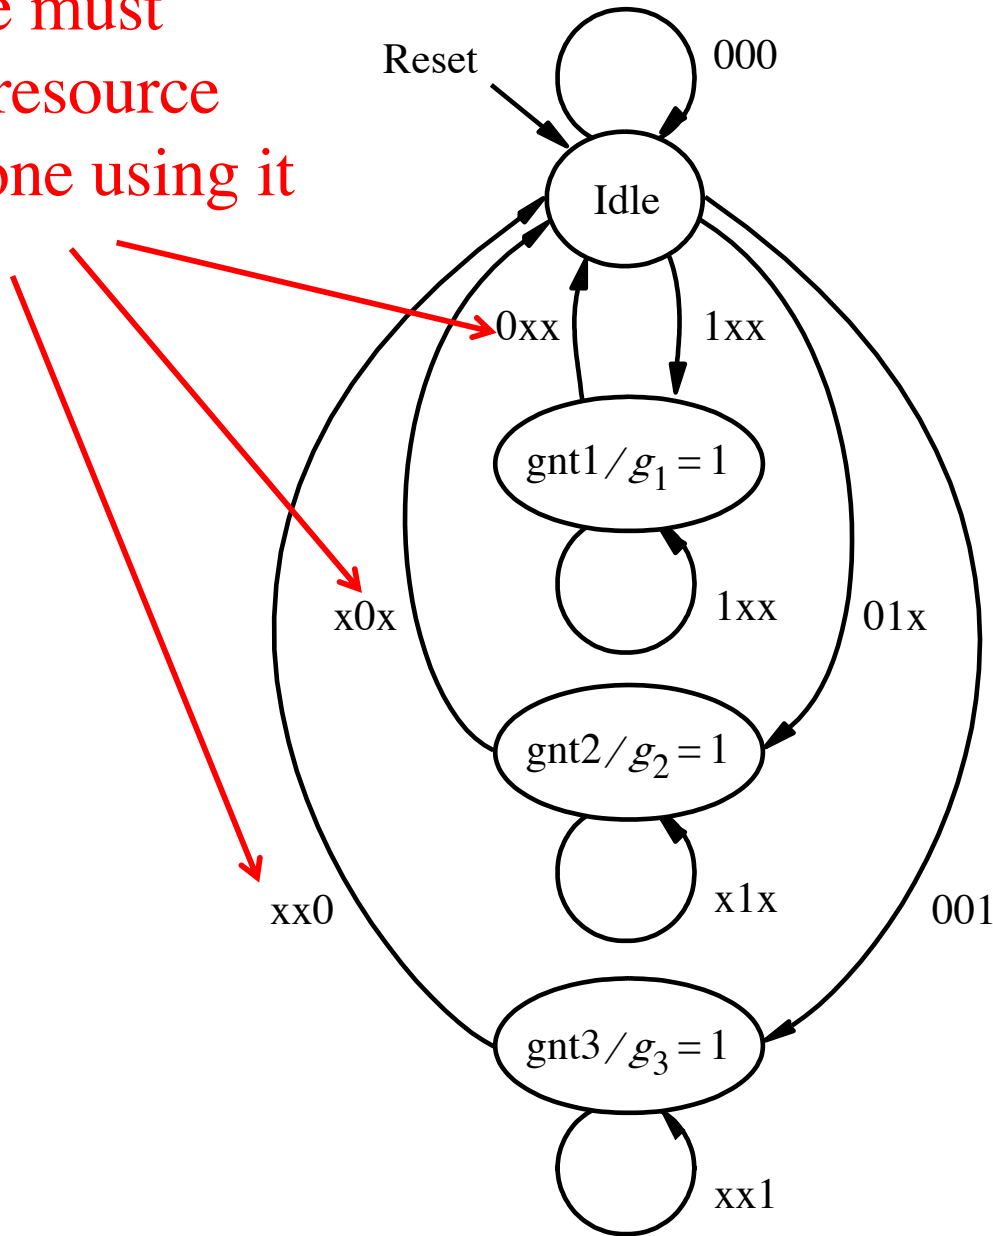 must
resource
one using it
Reset
000
Idle
0xx
1xx
gnt1 ⁄ g1 = 1
1xx
x0x
01x
gnt2 ⁄ g2 = 1
x1x
xx0
001
gnt3 ⁄ g3 = 1
xx1